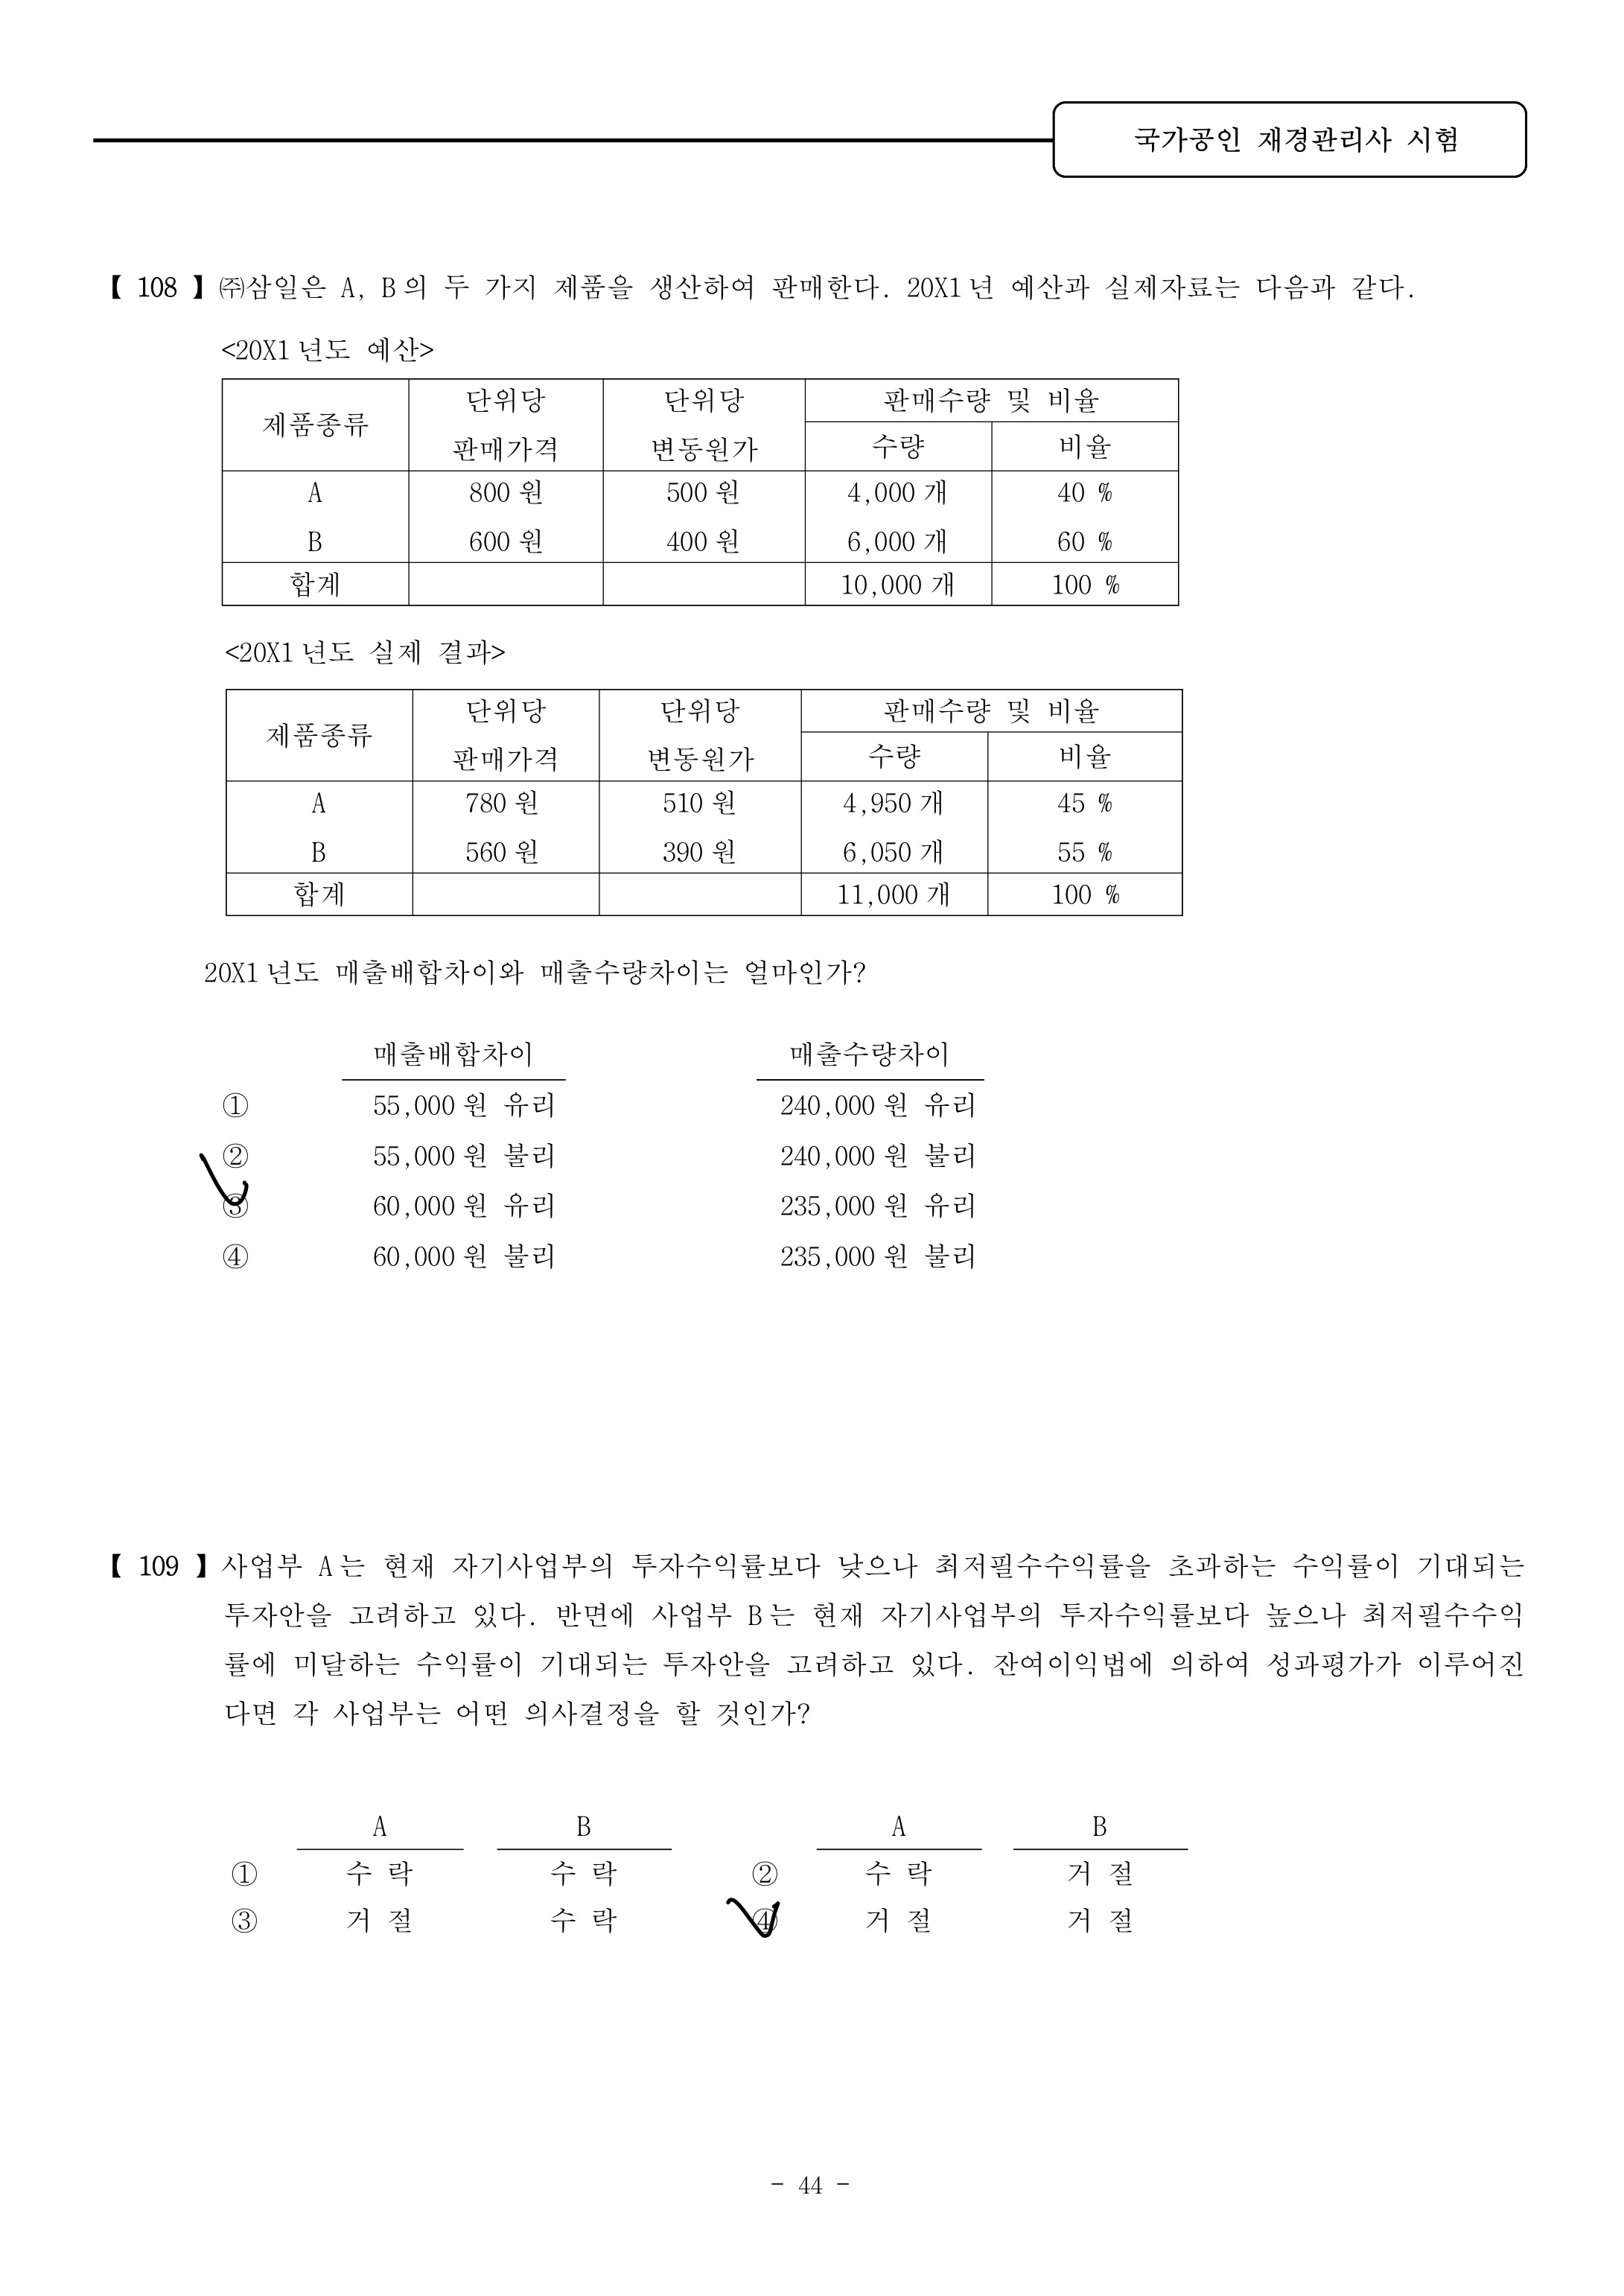 국가공인 재경관리사 시험
【 108 】 ㈜삼일은 A, B의 두 가지 제품을 생산하여 판매한다. 20X1년 예산과 실제자료는 다음과 같다.
<20X1년도 예산>
제품종류 단위당 판매가격 단위당 변동원가 판매수량 및 비율
수량 비율
A 800원 500원 4,000개 40 %
B 600원 400원 6,000개 60 %
합계 10,000개 100 %
<20X1년도 실제 결과>
제품종류 단위당 판매가격 단위당 변동원가 판매수량 및 비율
수량 비율
A 780원 510원 4,950개 45 %
B 560원 390원 6,050개 55 %
합계 11,000개 100 %
20X1년도 매출배합차이와 매출수량차이는 얼마인가?
매출배합차이 매출수량차이
① 55,000원 유리 240,000원 유리
② 55,000원 불리 240,000원 불리
③ 60,000원 유리 235,000원 유리
④ 60,000원 불리 235,000원 불리
【 109 】 사업부 A는 현재 자기사업부의 투자수익률보다 낮으나 최저필수수익률을 초과하는 수익률이 기대되는
투자안을 고려하고 있다. 반면에 사업부 B는 현재 자기사업부의 투자수익률보다 높으나 최저필수수익
률에 미달하는 수익률이 기대되는 투자안을 고려하고 있다. 잔여이익법에 의하여 성과평가가 이루어진
다면 각 사업부는 어떤 의사결정을 할 것인가?
A B A B
① 수 락 수 락 ② 수 락 거 절
③ 거 절 수 락 ④ 거 절 거 절
- 44 -